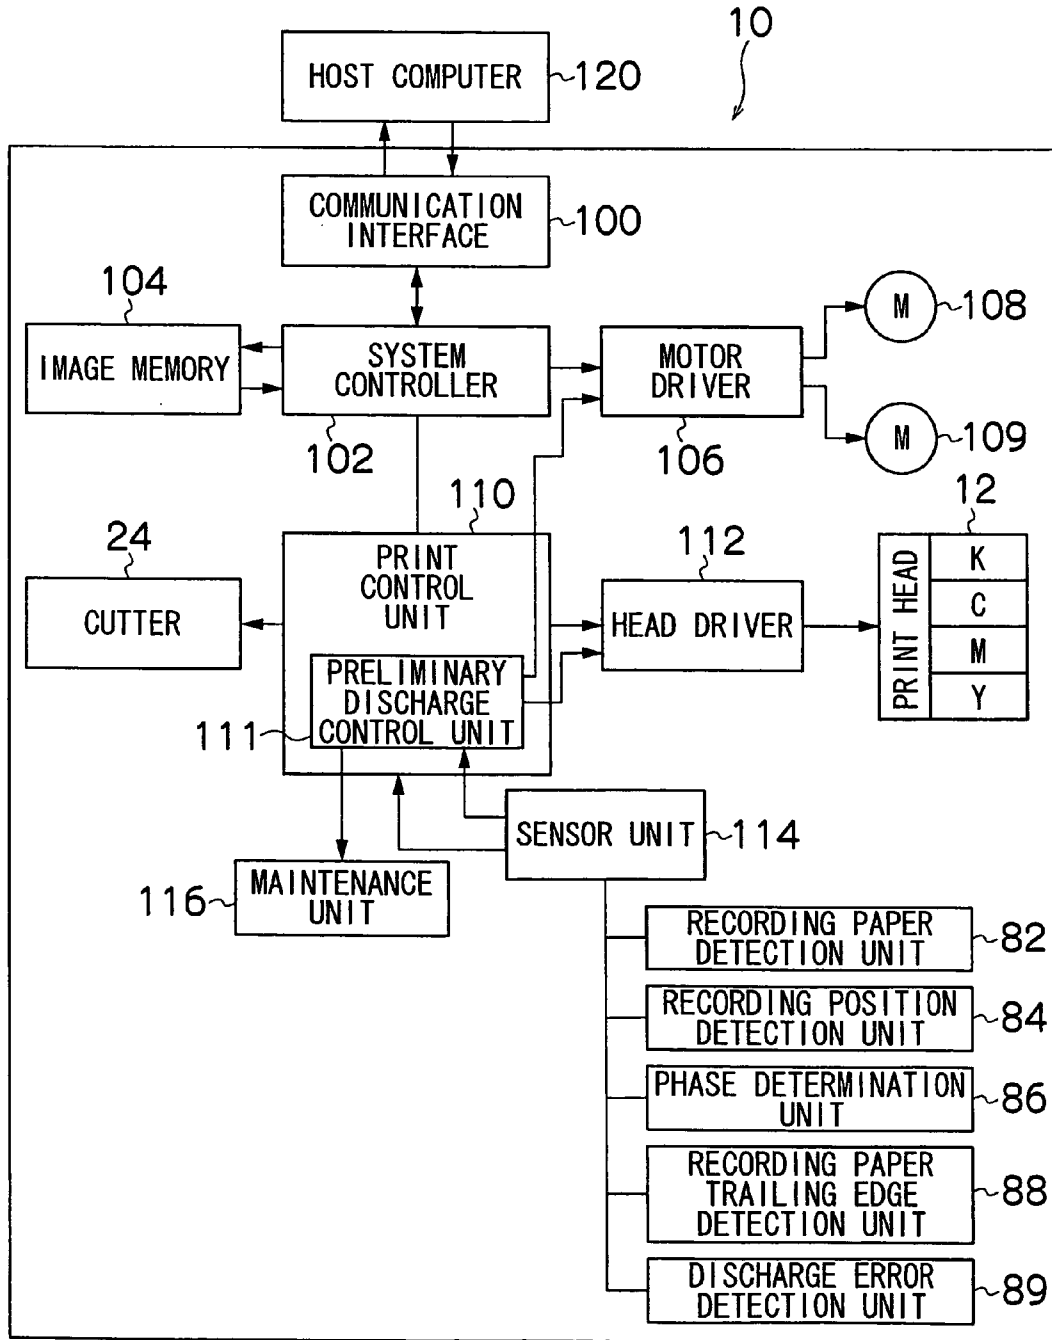 10
HOST COMPUTER
120
COMMUNICATION
INTERFACE
100
104
IMAGE MEMORY
SYSTEM
CONTROLLER
102
MOTOR
DRIVER
106
M
108
M
109
110
PRINT
CONTROL
UNIT
24
CUTTER
112
HEAD DRIVER
12
PRINT HEAD
K
C
M
Y
PRELIMINARY
DISCHARGE
CONTROL UNIT
111
SENSOR UNIT
114
116
MAINTENANCE
UNIT
RECORDING PAPER
DETECTION UNIT
82
RECORDING POSITION
DETECTION UNIT
84
PHASE DETERMINATION
UNIT
86
RECORDING PAPER
TRAILING EDGE
DETECTION UNIT
88
DISCHARGE ERROR
DETECTION UNIT
89